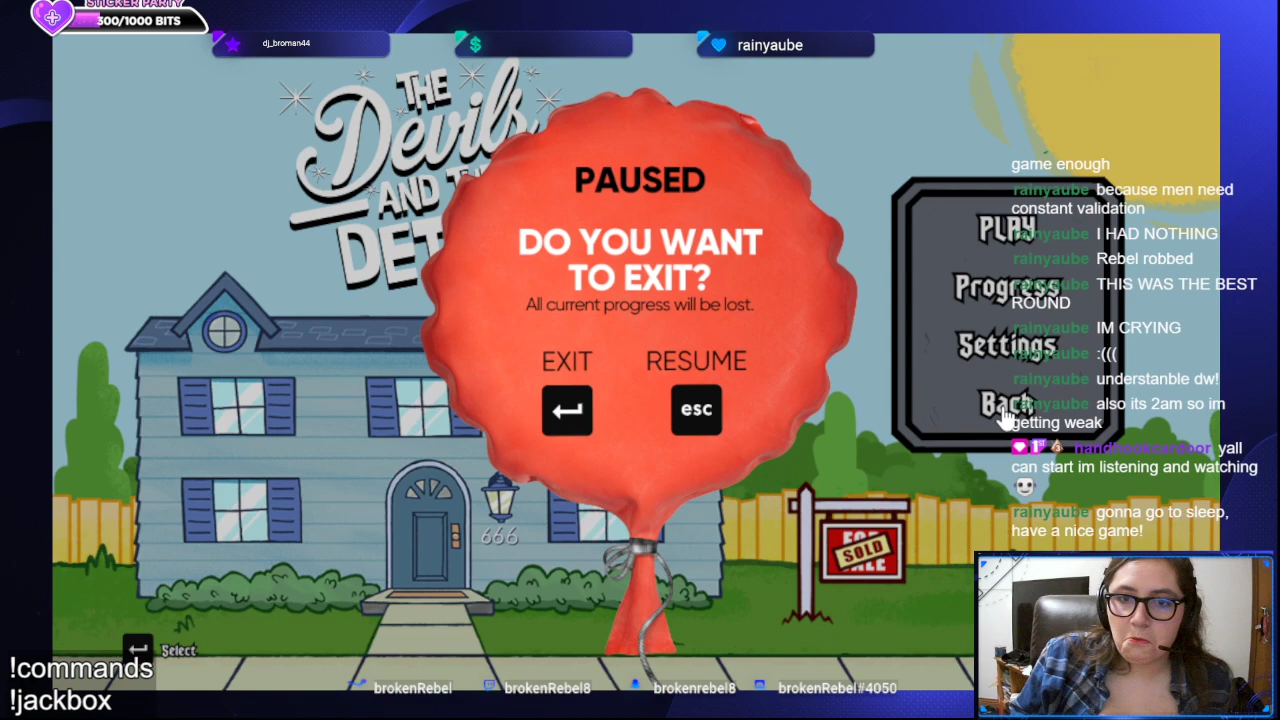 STICKER PARTY
300/1000 BITS
dj_broman44
$
rainyaube
THE
Devils
AND THE
DET
PAUSED
DO YOU WANT
TO EXIT?
All current progress will be lost.
EXIT
RESUME
esc
PLAY
Progress
Settings
Back
game enough
rainyaube because men need
constant validation
rainyaube I HAD NOTHING
rainyaube Rebel robbed
rainyaube THIS WAS THE BEST
ROUND
rainyaube IM CRYING
rainyaube :(((
rainyaube understanble dw!
rainyaube also its 2am so im
getting weak
1st handhookcardoor yall
can start im listening and watching
rainyaube gonna go to sleep,
have a nice game!
666
FOR
SOLD
SALE
Select
!commands
!jackbox
brokenRebel
brokenRebel8
brokenrebel8
brokenRebel#4050